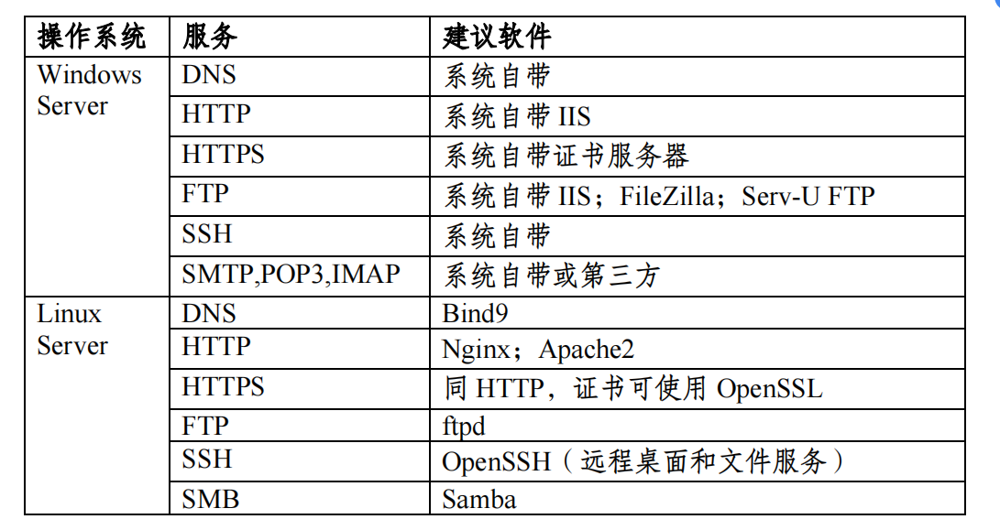 操作系统 服务 建议软件
Windows Server DNS 系统自带
HTTP 系统自带 IIS
HTTPS 系统自带证书服务器
FTP 系统自带 IIS；FileZilla；Serv-U FTP
SSH 系统自带
SMTP,POP3,IMAP 系统自带或第三方
Linux Server DNS Bind9
HTTP Nginx；Apache2
HTTPS 同 HTTP，证书可使用 OpenSSL
FTP ftpd
SSH OpenSSH（远程桌面和文件服务）
SMB Samba